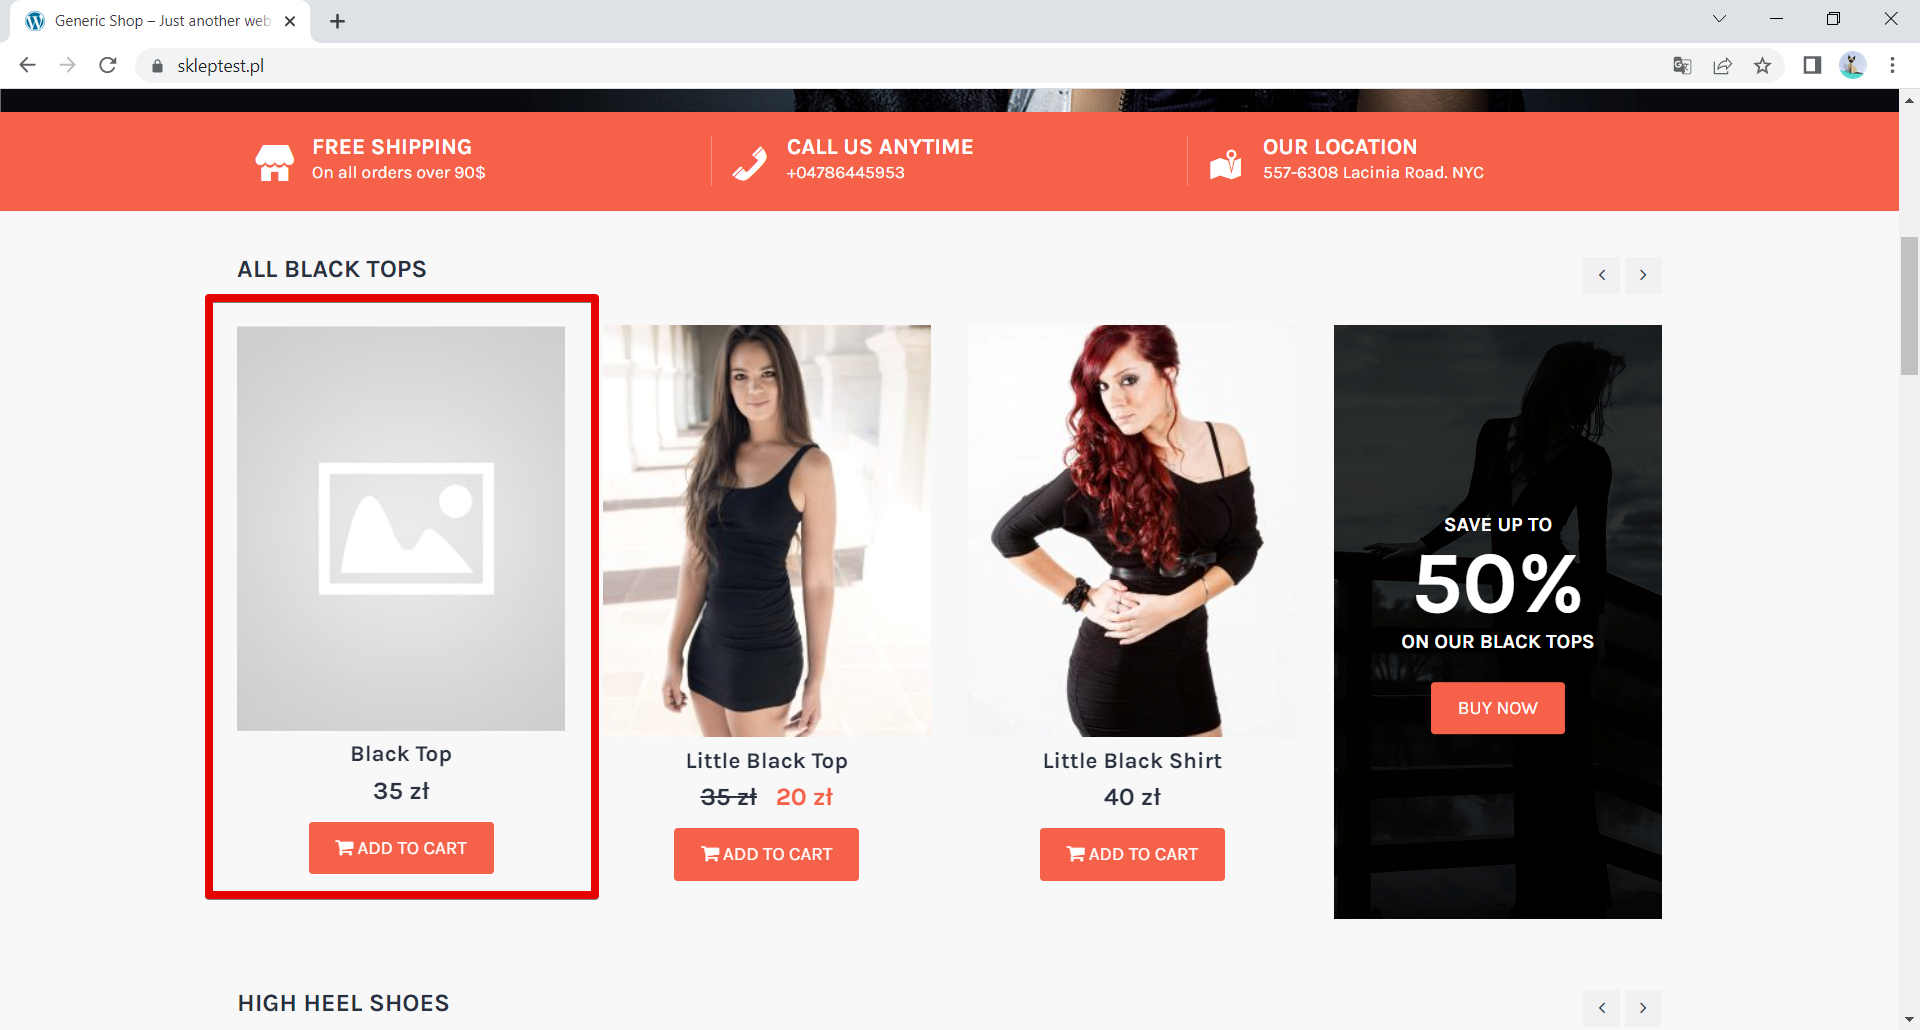 Generic Shop – Just another web
skleptest.pl
FREE SHIPPING
On all orders over 90$
CALL US ANYTIME
+04786445953
OUR LOCATION
557-6308 Lacinia Road. NYC
ALL BLACK TOPS
Black Top
35 zł
ADD TO CART
Little Black Top
35 zł 20 zł
ADD TO CART
Little Black Shirt
40 zł
ADD TO CART
SAVE UP TO
50%
ON OUR BLACK TOPS
BUY NOW
HIGH HEEL SHOES